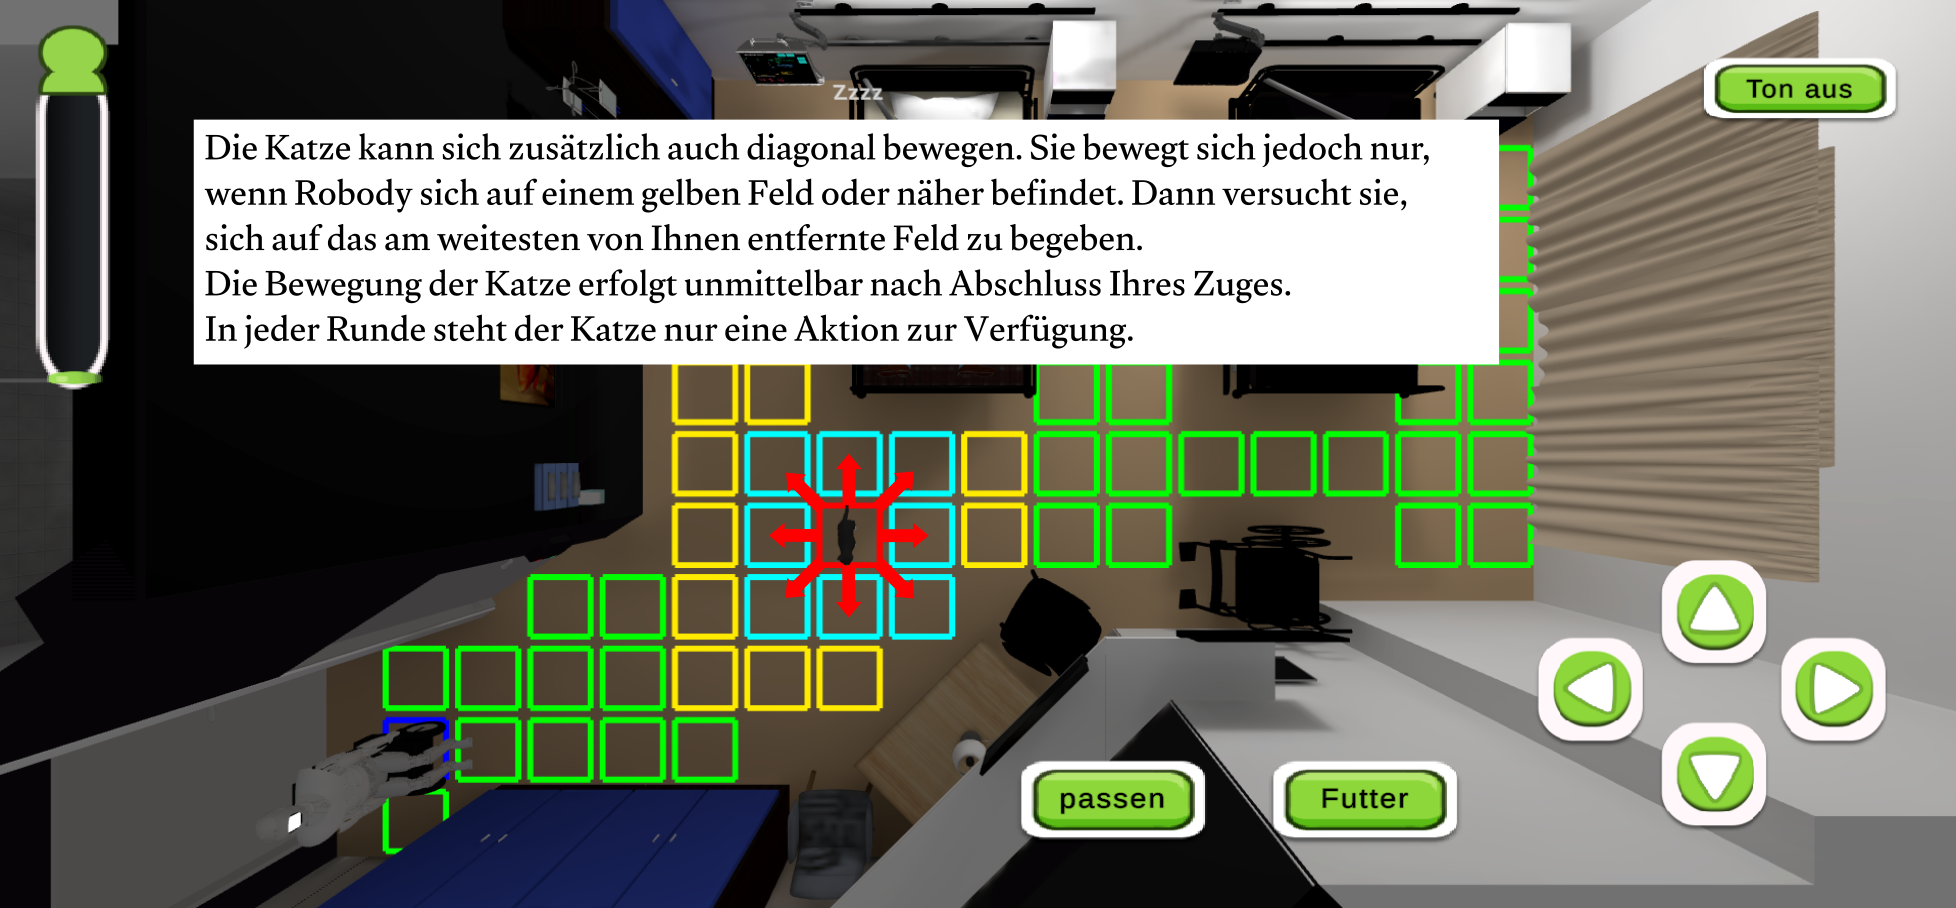 Zzzz
Ton aus
Die Katze kann sich zusätzlich auch diagonal bewegen. Sie bewegt sich jedoch nur,
wenn Robody sich auf einem gelben Feld oder näher befindet. Dann versucht sie,
sich auf das am weitesten von Ihnen entfernte Feld zu begeben.
Die Bewegung der Katze erfolgt unmittelbar nach Abschluss Ihres Zuges.
In jeder Runde steht der Katze nur eine Aktion zur Verfügung.
passen
Futter